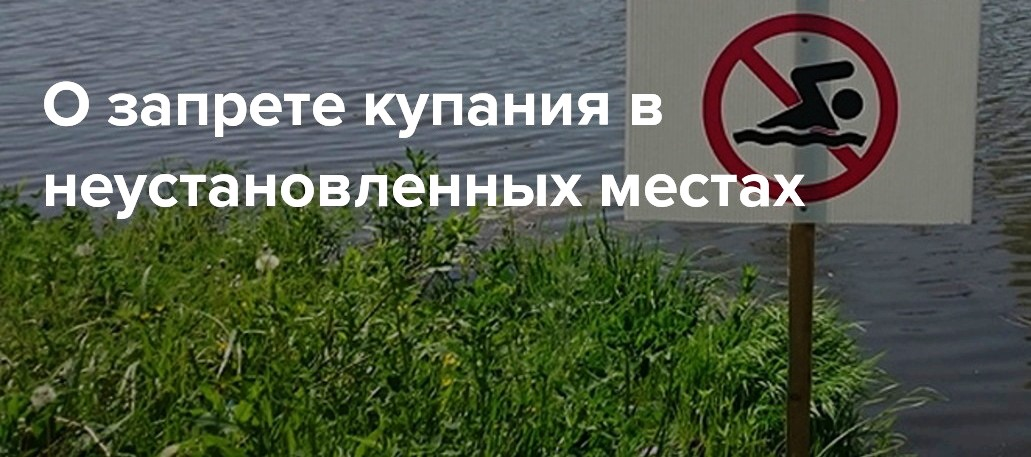 О запрете купания в
неустановленных местах